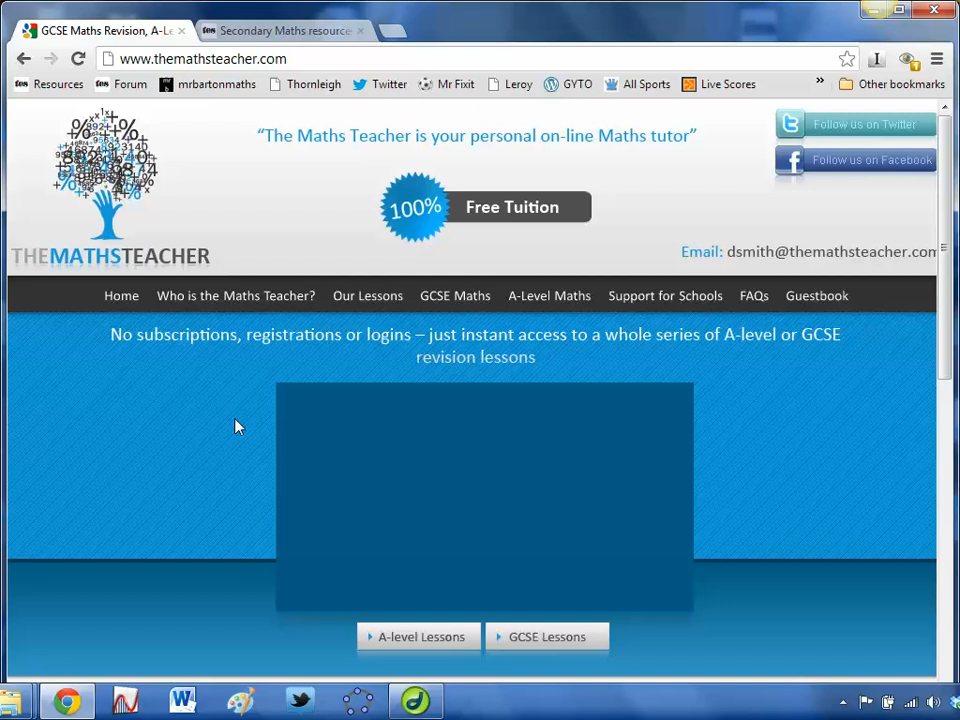 GCSE Maths Revision, A-Le
Secondary Maths resource
www.themathsteacher.com
Resources
Forum
mrbartonmaths
Thornleigh
Twitter
Mr Fixit
Leroy
GYTO
All Sports
Live Scores
»
Other bookmarks
"The Maths Teacher is your personal on-line Maths tutor"
Follow us on Twitter
Follow us on Facebook
100%
Free Tuition
THEMATHSTEACHER
Email: dsmith@themathsteacher.com
Home
Who is the Maths Teacher?
Our Lessons
GCSE Maths
A-Level Maths
Support for Schools
FAQs
Guestbook
No subscriptions, registrations or logins – just instant access to a whole series of A-level or GCSE
revision lessons
A-level Lessons
GCSE Lessons